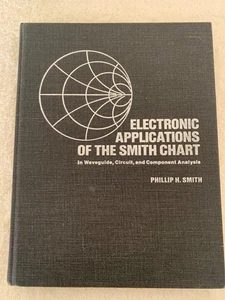 ELECTRONIC
APPLICATIONS
OF THE SMITH CHART
In Waveguide, Circuit, and Component Analysis
PHILLIP H. SMITH